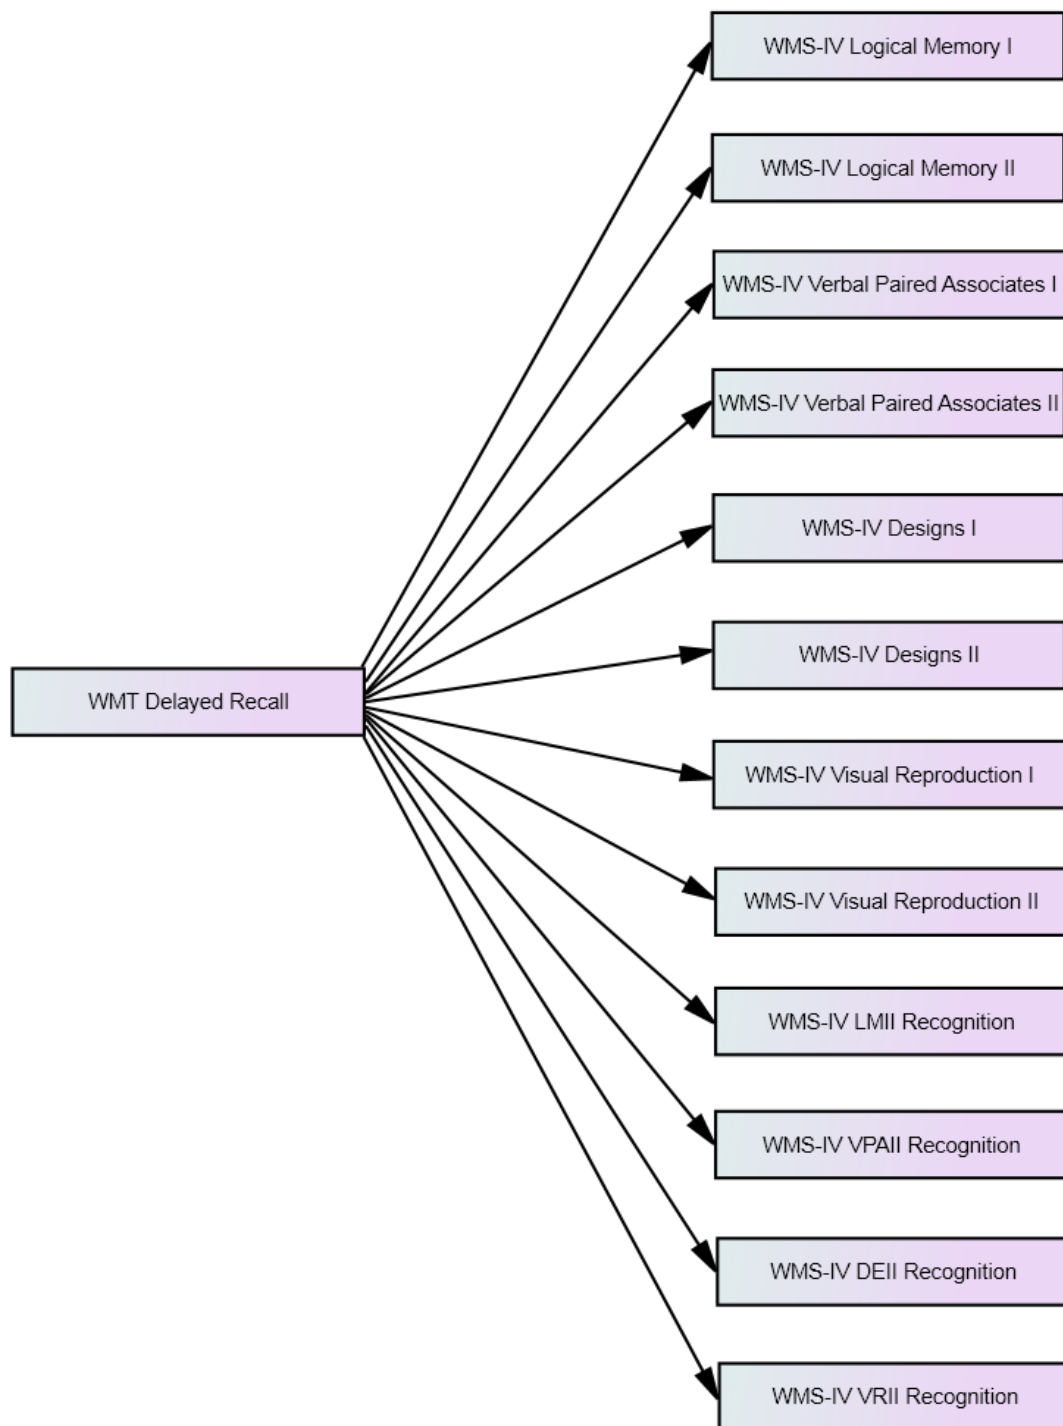 WMS-IV Logical Memory I
WMS-IV Logical Memory II
WMS-IV Verbal Paired Associates I
WMS-IV Verbal Paired Associates II
WMS-IV Designs I
WMS-IV Designs II
WMT Delayed Recall
WMS-IV Visual Reproduction I
WMS-IV Visual Reproduction II
WMS-IV LMII Recognition
WMS-IV VPAII Recognition
WMS-IV DEII Recognition
WMS-IV VRII Recognition